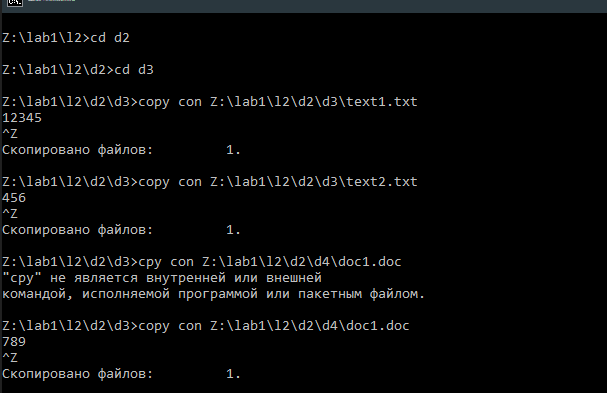 Z:\lab1\l2>cd d2
Z:\lab1\l2\d2>cd d3
Z:\lab1\l2\d2\d3>copy con Z:\lab1\l2\d2\d3\text1.txt
12345
^Z
Скопировано файлов:         1.
Z:\lab1\l2\d2\d3>copy con Z:\lab1\l2\d2\d3\text2.txt
456
^Z
Скопировано файлов:         1.
Z:\lab1\l2\d2\d3>cpy con Z:\lab1\l2\d2\d4\doc1.doc
"cpy" не является внутренней или внешней
командой, исполняемой программой или пакетным файлом.
Z:\lab1\l2\d2\d3>copy con Z:\lab1\l2\d2\d4\doc1.doc
789
^Z
Скопировано файлов:         1.